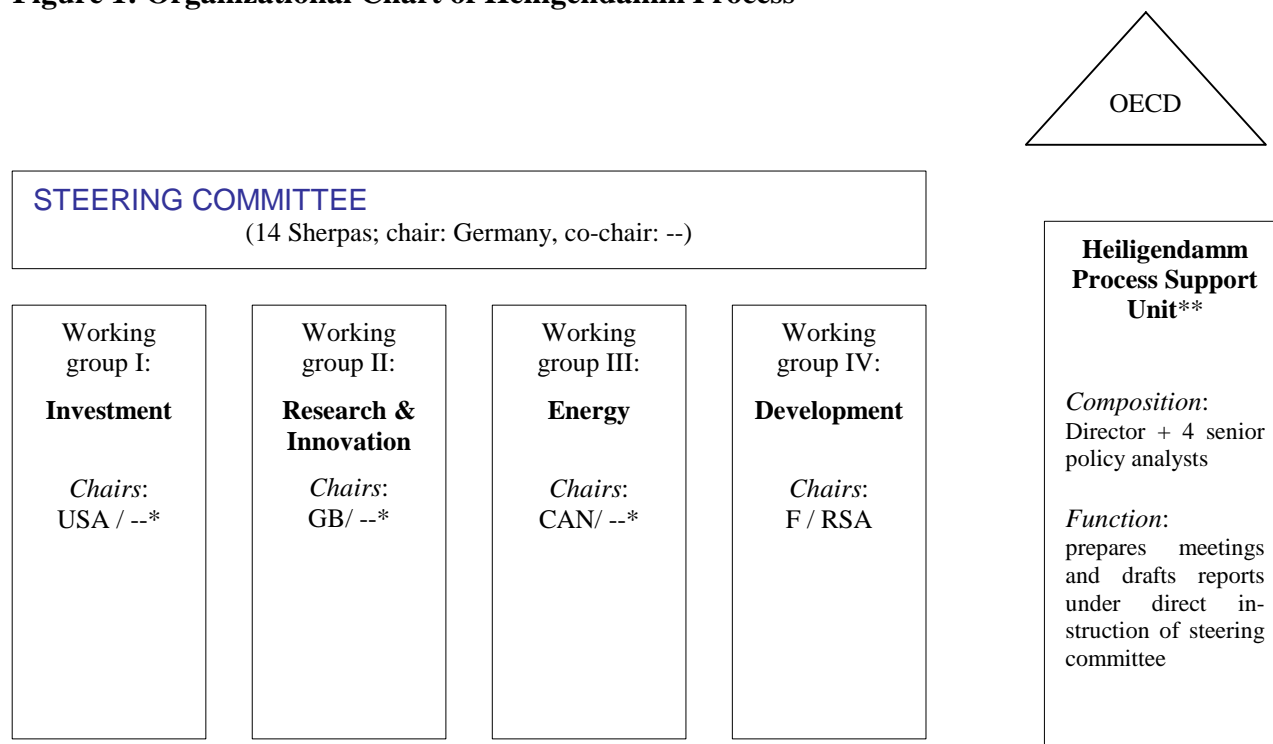 Figure 1: Organizational Chart of Heiligendamm Process
OECD
STEERING COMMITTEE
(14 Sherpas; chair: Germany, co-chair: --)
Working
group I:
Investment
Chairs:
USA / --*
Working
group II:
Research &
Innovation
Chairs:
GB/ --*
Working
group III:
Energy
Chairs:
CAN/ --*
Working
group IV:
Development
Chairs:
F / RSA
Heiligendamm
Process Support
Unit**
Composition:
Director + 4 senior
policy analysts
Function:
prepares meetings
and drafts reports
under direct in-
struction of steering
committee